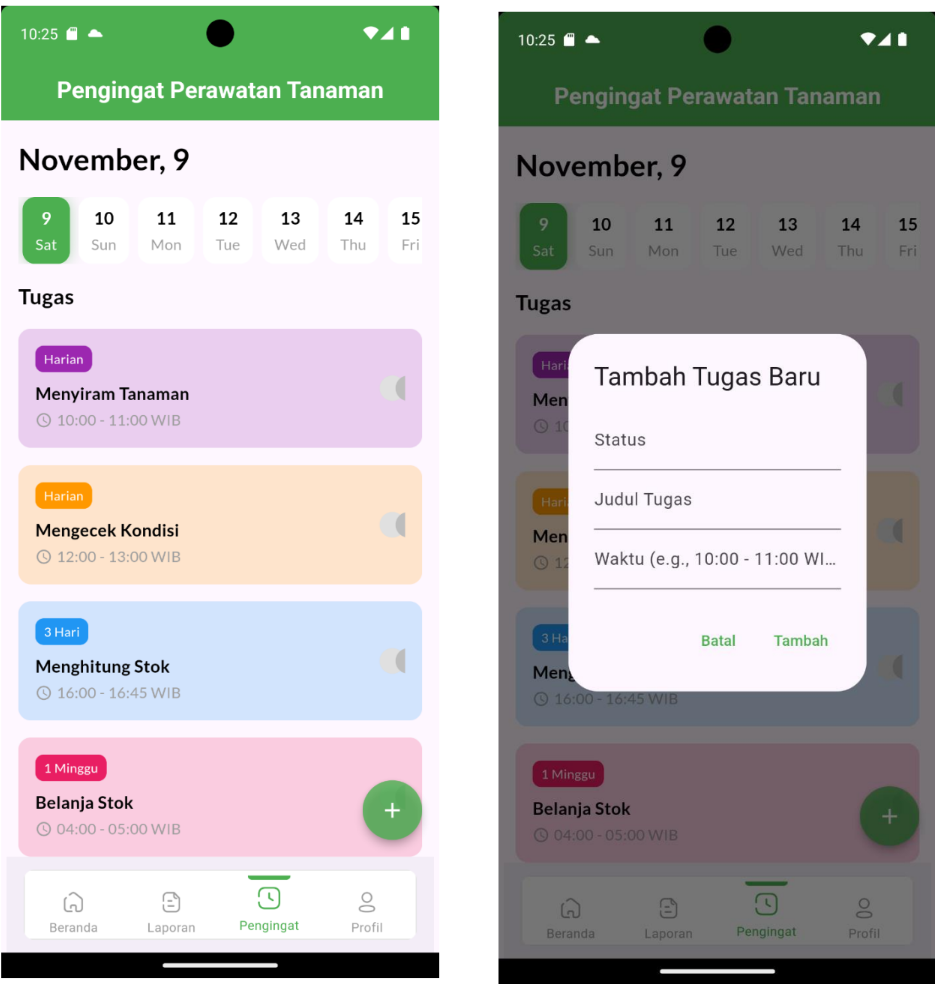 10:25
Pengingat Perawatan Tanaman
November, 9
9 10 11 12 13 14 15
Sat Sun Mon Tue Wed Thu Fri
Tugas
Harian
Menyiram Tanaman
10:00 - 11:00 WIB
Harian
Mengecek Kondisi
12:00 - 13:00 WIB
3 Hari
Menghitung Stok
16:00 - 16:45 WIB
1 Minggu
Belanja Stok
04:00 - 05:00 WIB
+
Beranda Laporan Pengingat Profil
10:25
Pengingat Perawatan Tanaman
November, 9
9 10 11 12 13 14 15
Sat Sun Mon Tue Wed Thu Fri
Tugas
Hari
Men
10
Hari
Men
12
3 Ha
Meng
16:00 - 16:45 WIB
Tambah Tugas Baru
Status
Judul Tugas
Waktu (e.g., 10:00 - 11:00 WI...
Batal Tambah
1 Minggu
Belanja Stok
04:00 - 05:00 WIB
+
Beranda Laporan Pengingat Profil